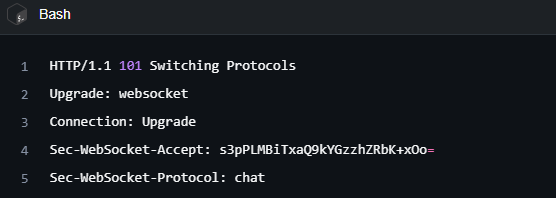 Bash
1 HTTP/1.1 101 Switching Protocols
2 Upgrade: websocket
3 Connection: Upgrade
4 Sec-WebSocket-Accept: s3pPLMBiTxaQ9kYGzzhZRbK+xOo=
5 Sec-WebSocket-Protocol: chat